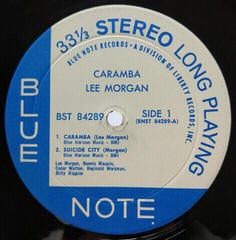 33⅓ STEREO LONG PLAYING
BLUE NOTE RECORDS • A DIVISION OF LIBERTY RECORDS, INC.
CARAMBA
LEE MORGAN
BST 84289
SIDE 1
(BNST 84289-A)
1. CARAMBA (Lee Morgan)
Blue Horizon Music - BMI
2. SUICIDE CITY (Morgan)
Blue Horizon Music - BMI
Lee Morgan, Bennie Maupin,
Cedar Walton, Reginald Workman,
Billy Higgins
BLUE
NOTE